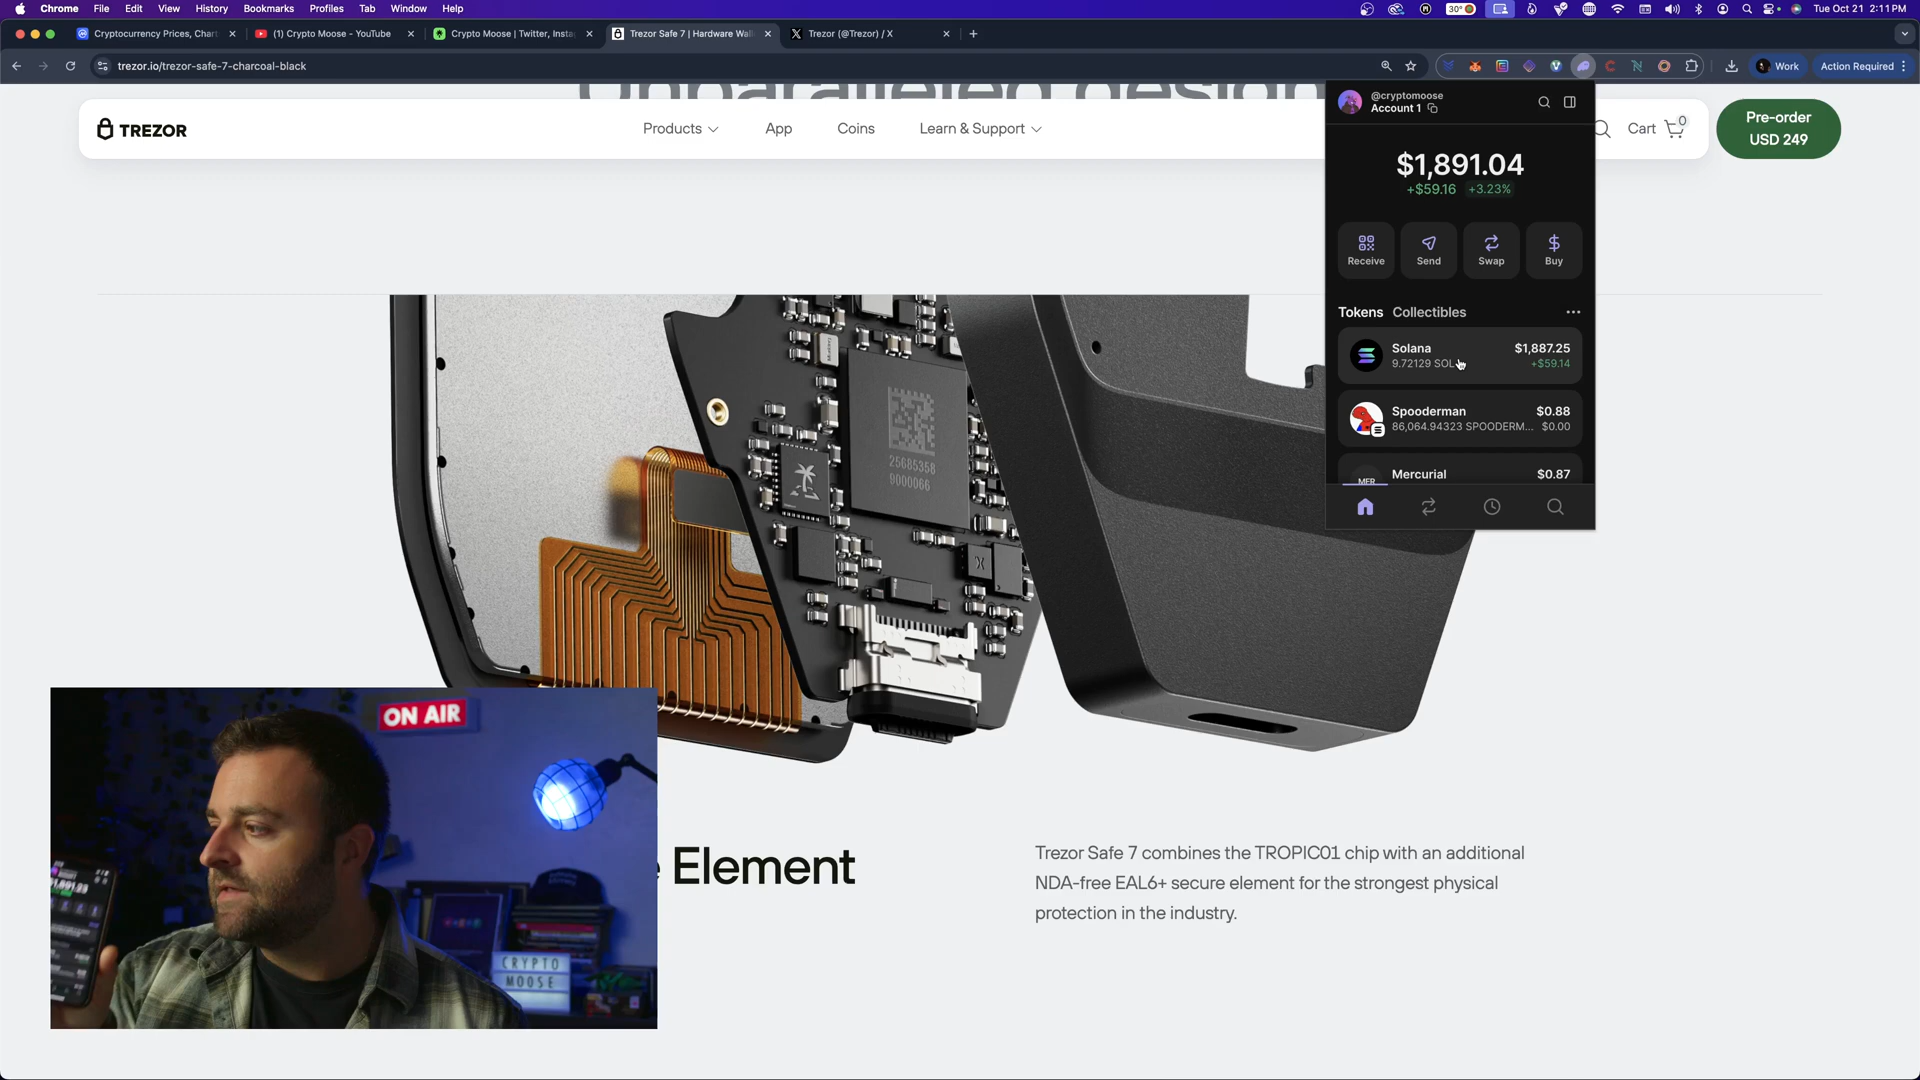 Chrome File Edit View History Bookmarks Profiles Tab Window Help
30°
Tue Oct 21 2:11 PM
Cryptocurrency Prices, Chart
(1) Crypto Moose - YouTube
Crypto Moose | Twitter, Insta
Trezor Safe 7 | Hardware Wall
Trezor (@Trezor) / X
trezor.io/trezor-safe-7-charcoal-black
Work
Action Required
Unparalleled design
TREZOR
Products
App
Coins
Learn & Support
Cart
0
Pre-order
USD 249
@cryptomoose
Account 1
$1,891.04
+$59.16 +3.23%
Receive
Send
Swap
Buy
Tokens Collectibles
Solana
$1,887.25
9.72129 SOL
+$59.14
Spooderman
$0.88
86,064.94323 SPOODERM...
$0.00
MER
Mercurial
$0.87
25685358
9000066
ON AIR
CRYPTO
MOOSE
Element
Trezor Safe 7 combines the TROPIC01 chip with an additional
NDA-free EAL6+ secure element for the strongest physical
protection in the industry.